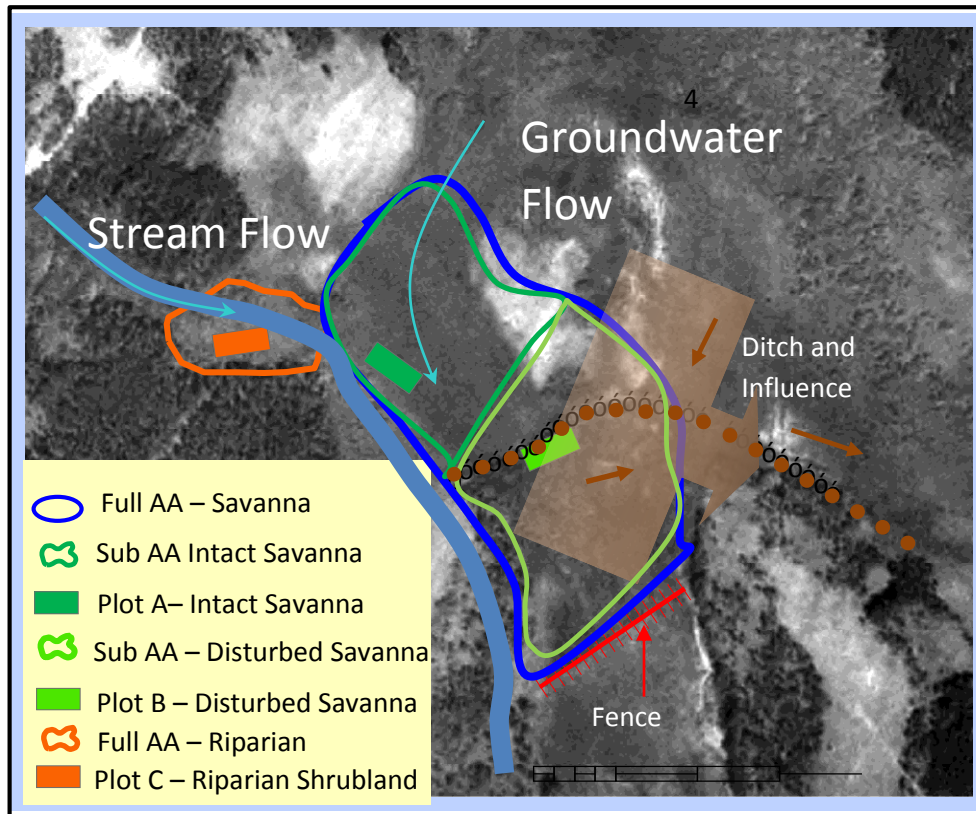 4
Groundwater
Flow
Stream Flow
Ditch and
Influence
Full AA – Savanna
Sub AA Intact Savanna
Plot A– Intact Savanna
Sub AA – Disturbed Savanna
Plot B – Disturbed Savanna
Full AA – Riparian
Plot C – Riparian Shrubland
Fence